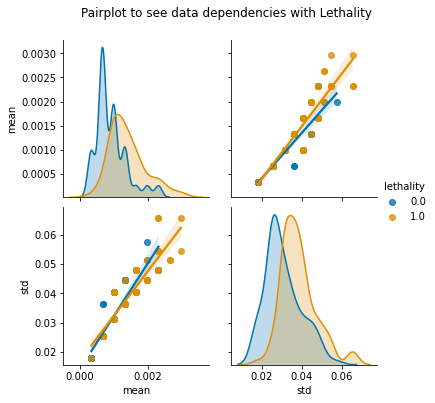 Pairplot to see data dependencies with Lethality
0.0030
0.0025
0.0020
0.0015
0.0010
0.0005
mean
lethality
0.0
1.0
0.06
0.05
0.04
0.03
0.02
std
0.000 0.002
mean
0.02 0.04 0.06
std